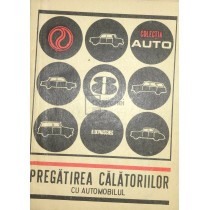 COLECȚIA
AUTO
PREGĂTIREA CĂLĂTORIILOR
CU AUTOMOBILUL